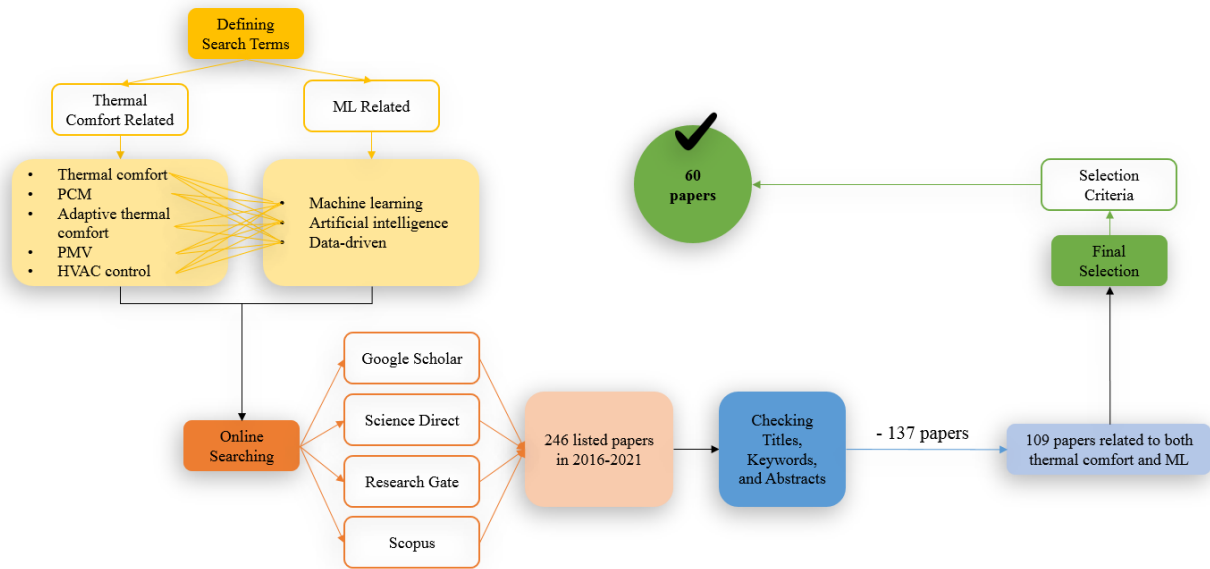 Defining
Search Terms
Thermal
Comfort Related
ML Related
• Thermal comfort
• PCM
• Adaptive thermal
comfort
• PMV
• HVAC control
• Machine learning
• Artificial intelligence
• Data-driven
Online
Searching
Google Scholar
Science Direct
Research Gate
Scopus
246 listed papers
in 2016-2021
Checking
Titles,
Keywords,
and Abstracts
- 137 papers
109 papers related to both
thermal comfort and ML
Final
Selection
Selection
Criteria
60
papers